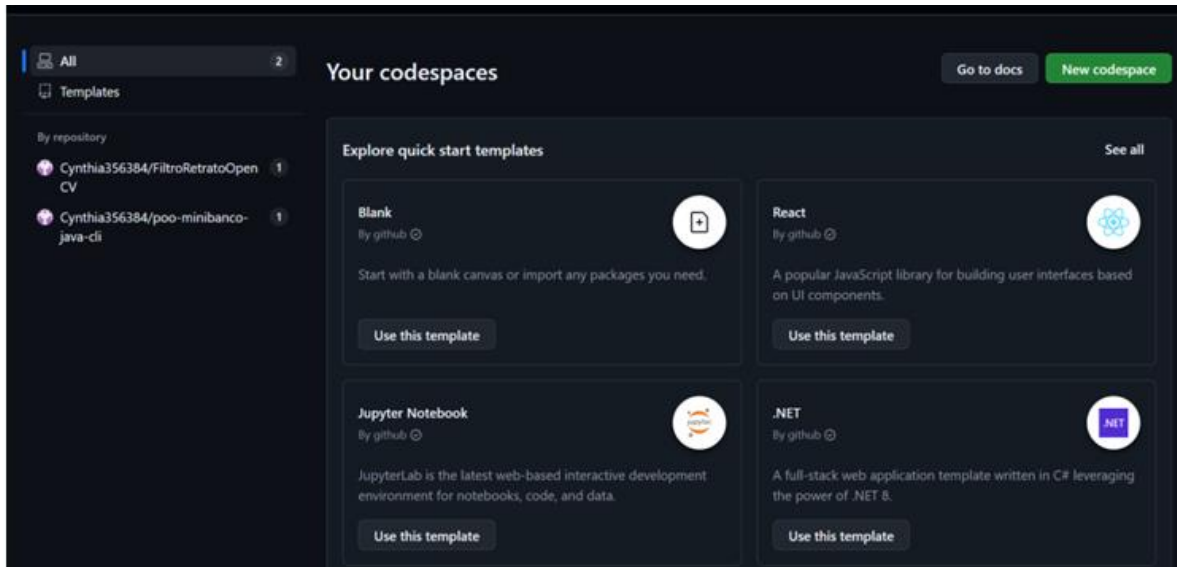 All 2
Templates
By repository
Cynthia356384/FiltroRetratoOpen 1
CV
Cynthia356384/poo-minibanco- 1
java-cli
Your codespaces
Go to docs
New codespace
Explore quick start templates
See all
Blank
By github
Start with a blank canvas or import any packages you need.
Use this template
React
By github
A popular JavaScript library for building user interfaces based
on UI components.
Use this template
Jupyter Notebook
By github
jupyter
JupyterLab is the latest web-based interactive development
environment for notebooks, code, and data.
Use this template
.NET
By github
.NET
A full-stack web application template written in C# leveraging
the power of .NET 8.
Use this template